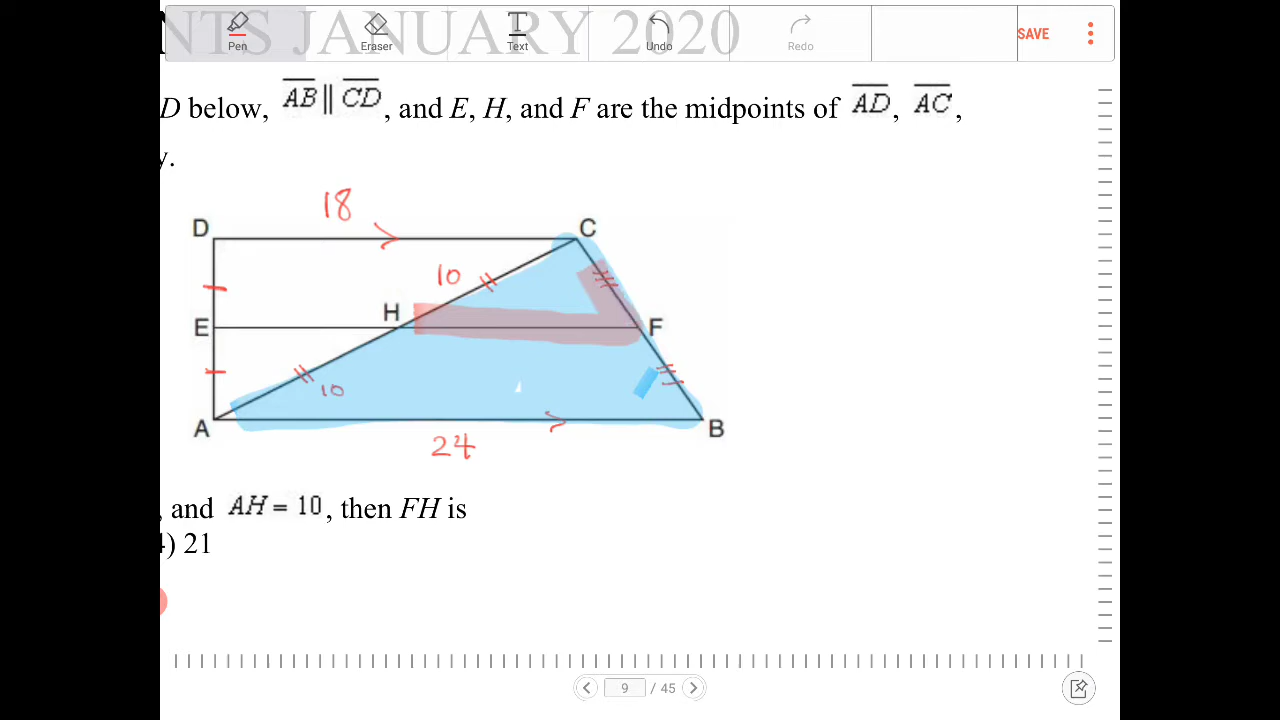 NTS JANUARY 2020
Pen Eraser Text Undo Redo SAVE
D below, AB || CD, and E, H, and F are the midpoints of AD, AC,
y.
18
D C
10
H
E F
10
A B
24
, and AH = 10, then FH is
4) 21
9 / 45